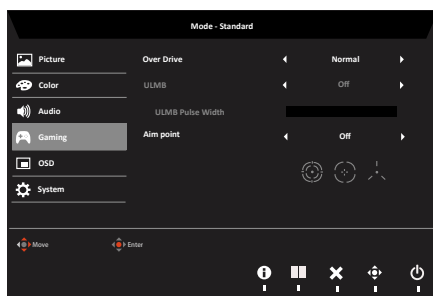 Mode - Standard
Picture
Over Drive Normal
Color
ULMB Off
Audio
ULMB Pulse Width
Gaming
Aim point Off
OSD
System
Move Enter